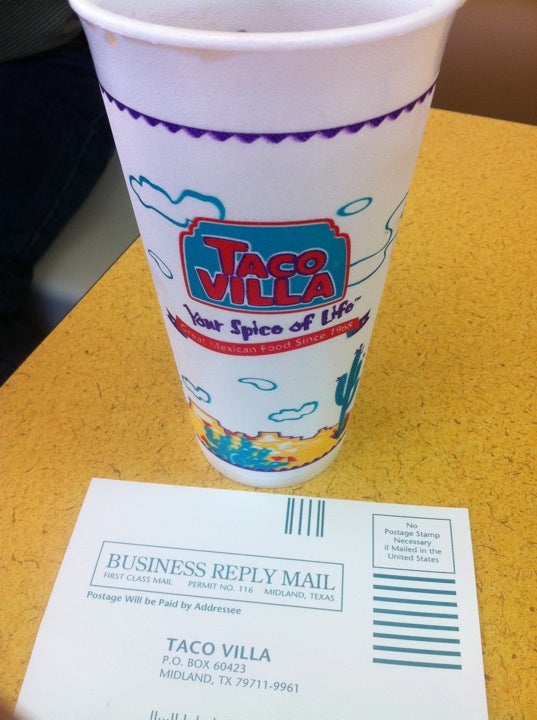 TACO
VILLA
Your Spice of Life™
Great Mexican Food Since 1968
No
Postage Stamp
Necessary
if Mailed in the
United States
BUSINESS REPLY MAIL
FIRST CLASS MAIL PERMIT NO. 116 MIDLAND, TEXAS
Postage Will be Paid by Addressee
TACO VILLA
P.O. BOX 60423
MIDLAND, TX 79711-9961